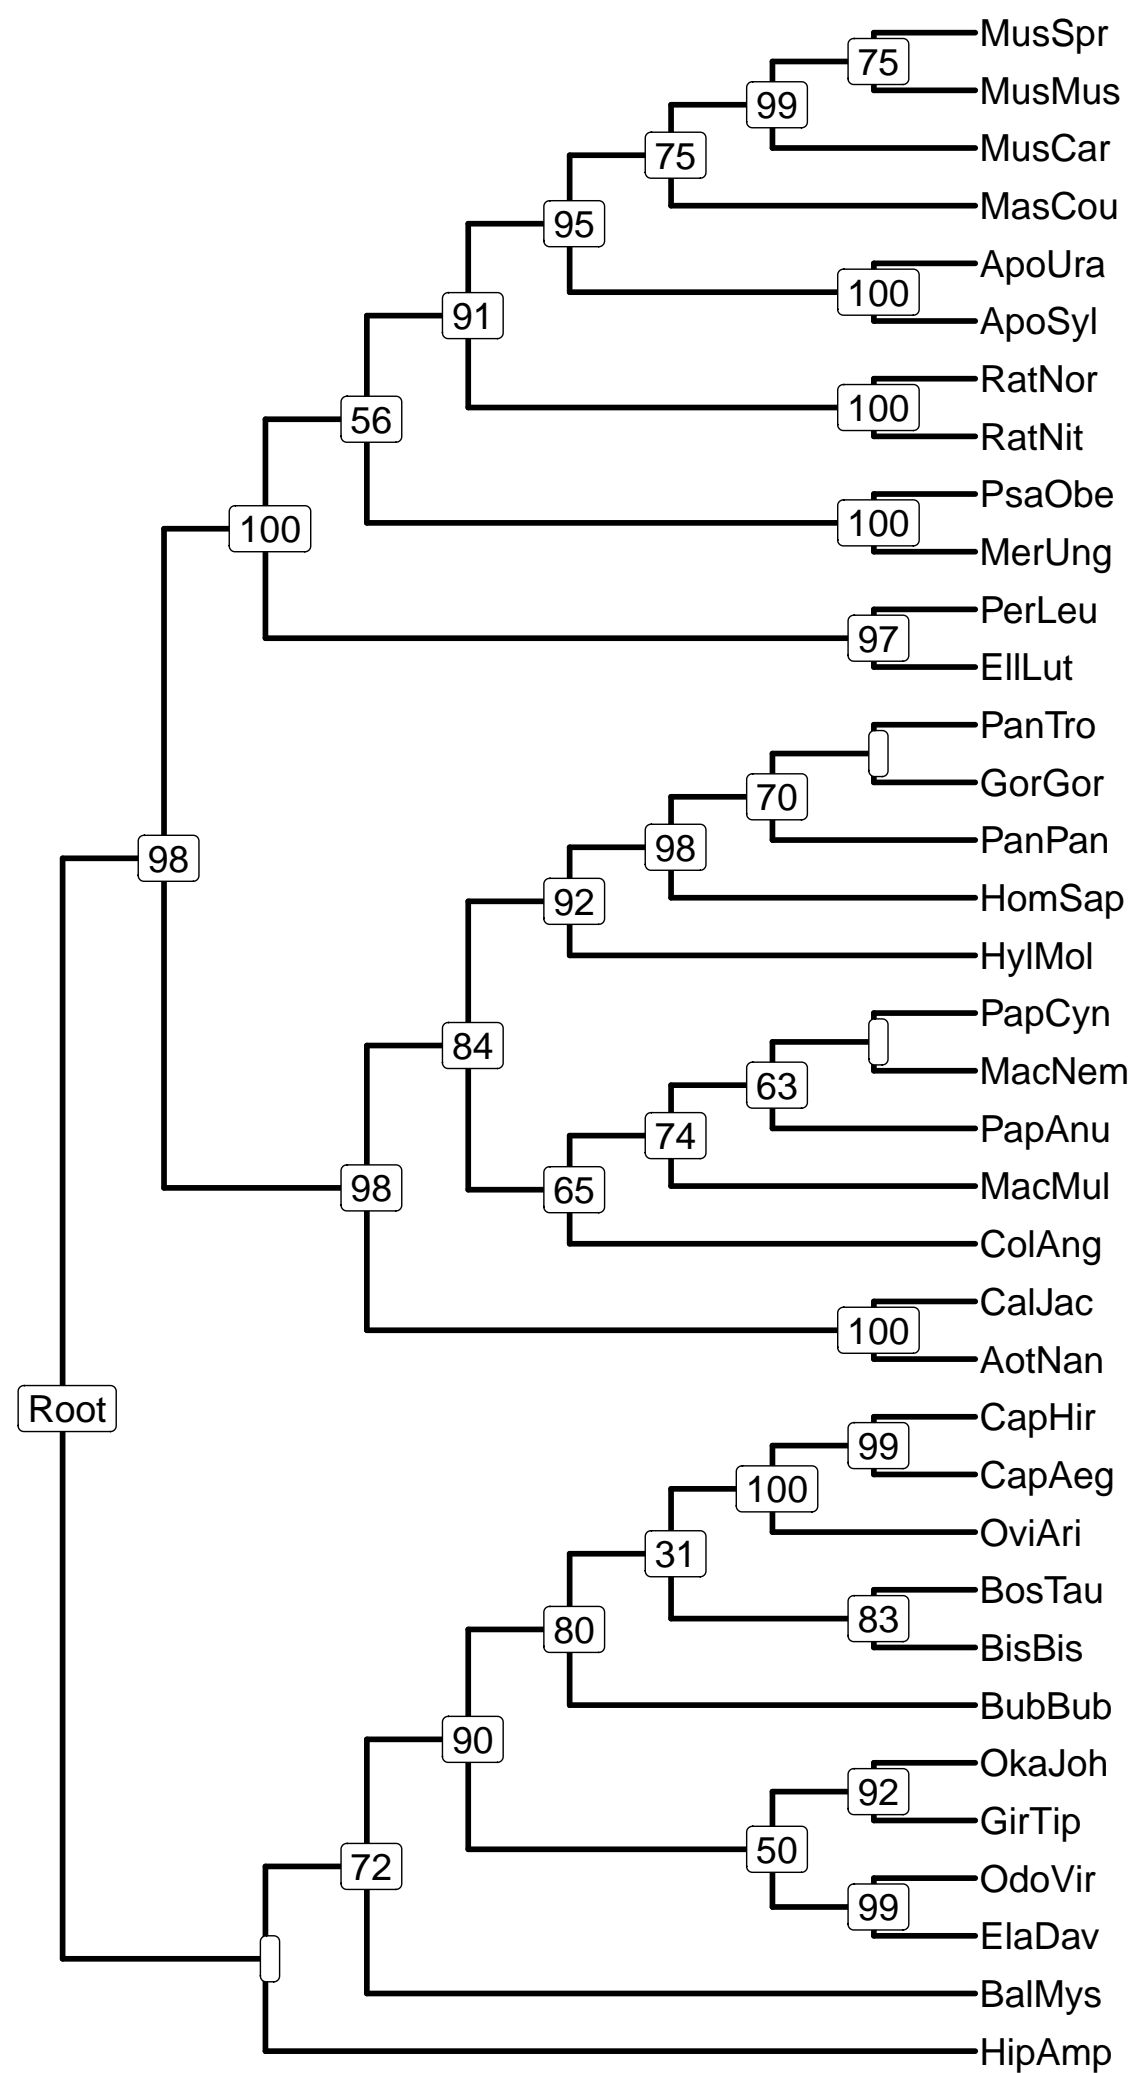 MusSpr
75
MusMus
99
MusCar
75
MasCou
95
ApoUra
100
ApoSyl
91
RatNor
100
RatNit
56
PsaObe
100
MerUng
100
PerLeu
97
EllLut
PanTro
GorGor
70
PanPan
98
HomSap
98
92
HylMol
PapCyn
84
MacNem
63
PapAnu
74
MacMul
98
65
ColAng
CalJac
100
AotNan
Root
CapHir
99
CapAeg
100
OviAri
31
BosTau
83
80
BisBis
BubBub
90
OkaJoh
92
GirTip
50
72
OdoVir
99
ElaDav
BalMys
HipAmp